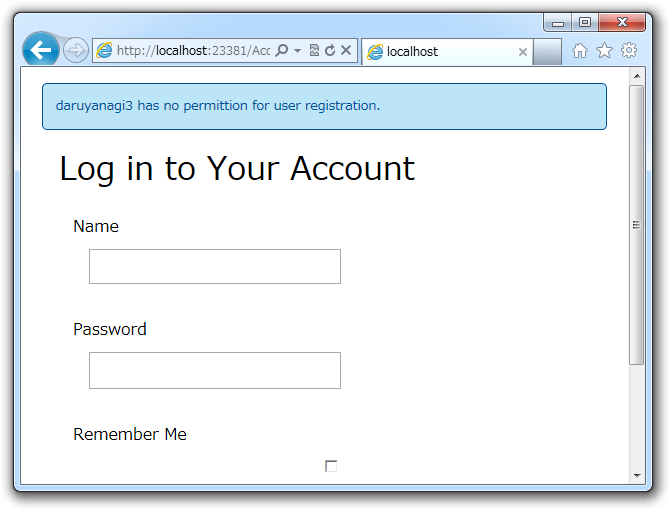 http://localhost:23381/Acc
localhost
daruyanagi3 has no permittion for user registration.
Log in to Your Account
Name
Password
Remember Me